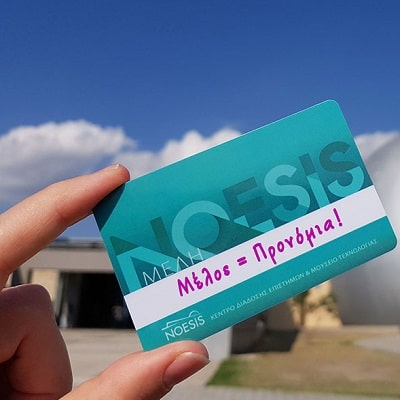 NOESIS
ΜΕΛΗ
Μέλος = Προνόμια!
NOESIS
ΚΕΝΤΡΟ ΔΙΑΔΟΣΗΣ ΕΠΙΣΤΗΜΩΝ & ΜΟΥΣΕΙΟ ΤΕΧΝΟΛΟΓΙΑΣ